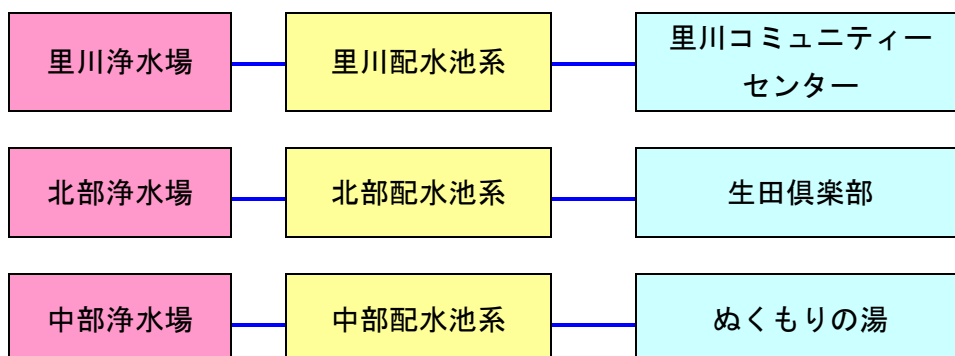 里川浄水場
里川配水池系
里川コミュニティー
センター
北部浄水場
北部配水池系
生田倶楽部
中部浄水場
中部配水池系
ぬくもりの湯